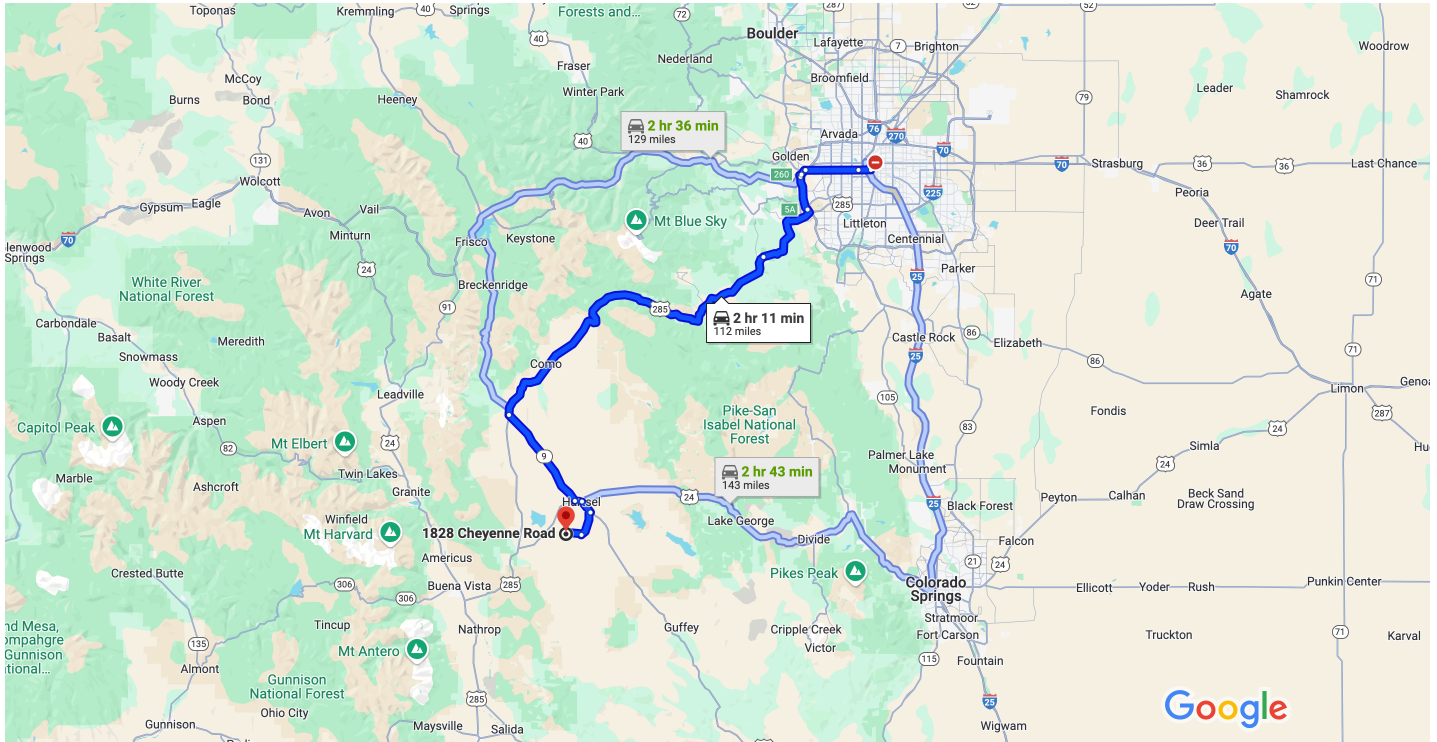 Toponas
Kremmling
40
Springs
Forests and...
72
287
52
Boulder
Lafayette
7
Brighton
Woodrow
40
Nederland
Fraser
Broomfield
McCoy
Winter Park
Leader
Shamrock
Burns
Bond
Heeney
79
2 hr 36 min
129 miles
40
Arvada
76
270
70
131
Golden
70
Strasburg
36
36
Last Chance
260
Wolcott
225
Peoria
Gypsum
Eagle
Avon
Vail
5A
285
Mt Blue Sky
Littleton
Deer Trail
Minturn
Frisco
Keystone
Centennial
70
70
Springs
24
Parker
25
White River
National Forest
Breckenridge
71
Agate
91
285
2 hr 11 min
112 miles
Carbondale
Basalt
Meredith
Castle Rock
86
Elizabeth
71
Snowmass
25
86
Como
Woody Creek
Leadville
Limon
105
Pike-San
Isabel National
Forest
Fondis
287
Capitol Peak
Aspen
83
24
Mt Elbert
24
82
9
Palmer Lake
Monument
Simla
24
Marble
Twin Lakes
2 hr 43 min
143 miles
Ashcroft
Granite
24
Peyton
Calhan
Beck Sand
Draw Crossing
25
Black Forest
Winfield
Mt Harvard
1828 Cheyenne Road
Lake George
Divide
Falcon
Americus
21
24
Crested Butte
Pikes Peak
306
Buena Vista
285
Colorado
Springs
Ellicott
Yoder
Rush
Punkin Center
306
Stratmoor
Tincup
Nathrop
Guffey
Cripple Creek
Victor
Fort Carson
Truckton
71
Karval
135
Mt Antero
115
Fountain
Almont
Gunnison
National Forest
285
25
Ohio City
Google
Gunnison
Maysville
Salida
Wigwam